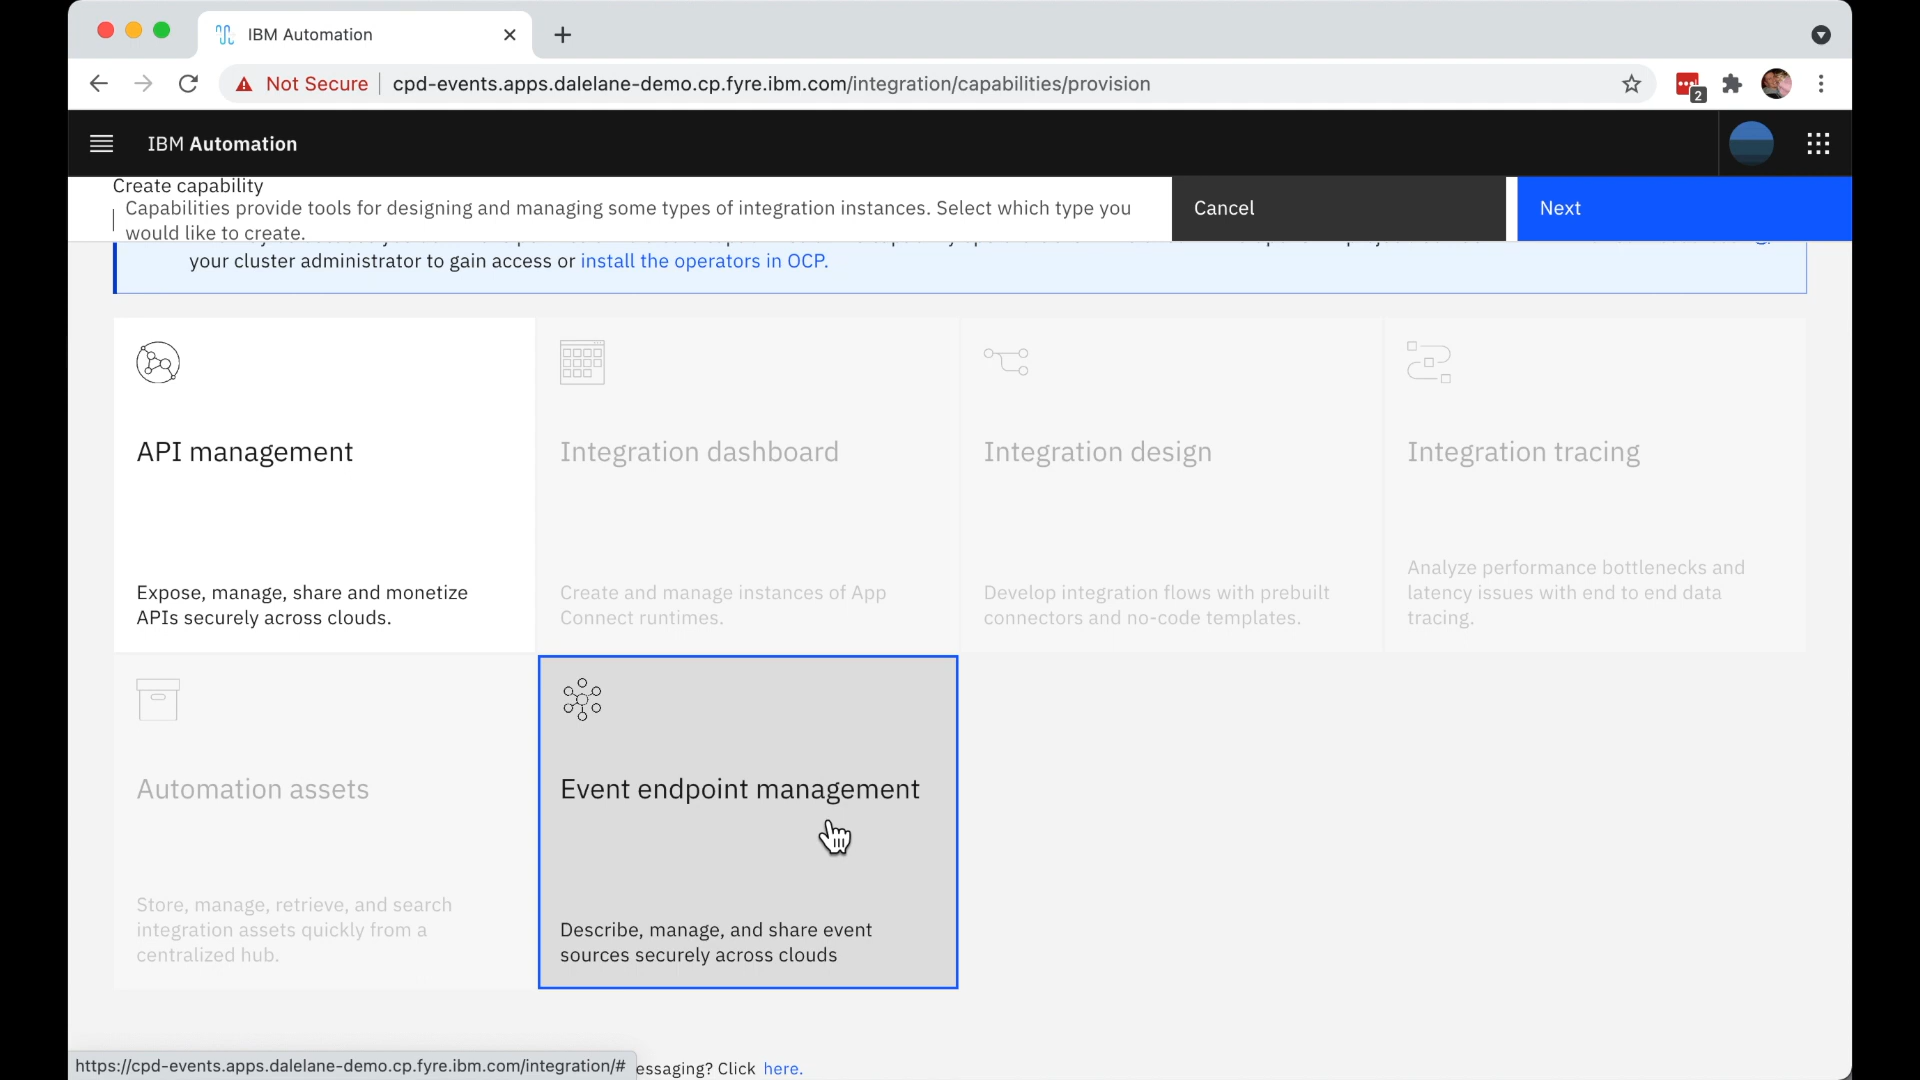 IBM Automation
Not Secure
cpd-events.apps.dalelane-demo.cp.fyre.ibm.com/integration/capabilities/provision
2
IBM Automation
Create capability
Capabilities provide tools for designing and managing some types of integration instances. Select which type you
would like to create.
Cancel
Next
your cluster administrator to gain access or install the operators in OCP.
API management
Expose, manage, share and monetize
APIs securely across clouds.
Integration dashboard
Create and manage instances of App
Connect runtimes.
Integration design
Develop integration flows with prebuilt
connectors and no-code templates.
Integration tracing
Analyze performance bottlenecks and
latency issues with end to end data
tracing.
Automation assets
Store, manage, retrieve, and search
integration assets quickly from a
centralized hub.
Event endpoint management
Describe, manage, and share event
sources securely across clouds
https://cpd-events.apps.dalelane-demo.cp.fyre.ibm.com/integration/#
essaging? Click here.